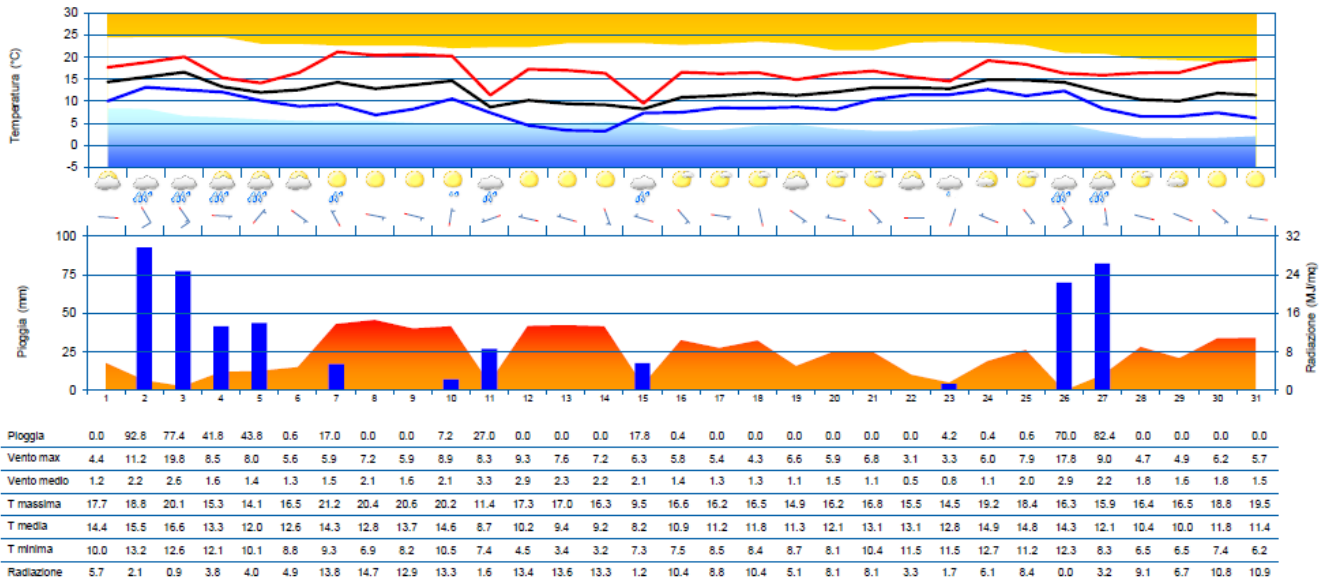 30
25
20
15
10
5
0
-5
Temperatura (°C)
100 32
75 24
50 16
25 8
0 0
Pioggia (mm)
Radiazione (MJ/mq)
1 2 3 4 5 6 7 8 9 10 11 12 13 14 15 16 17 18 19 20 21 22 23 24 25 26 27 28 29 30 31
Pioggia 0.0 92.8 77.4 41.8 43.8 0.6 17.0 0.0 0.0 7.2 27.0 0.0 0.0 0.0 17.8 0.4 0.0 0.0 0.0 0.0 0.0 0.0 4.2 0.4 0.6 70.0 82.4 0.0 0.0 0.0 0.0
Vento max 4.4 11.2 19.8 8.5 8.0 5.6 5.9 7.2 5.9 8.9 8.3 9.3 7.6 7.2 6.3 5.8 5.4 4.3 6.6 5.9 6.8 3.1 3.3 6.0 7.9 17.8 9.0 4.7 4.9 6.2 5.7
Vento medio 1.2 2.2 2.6 1.6 1.4 1.3 1.5 2.1 1.6 2.1 3.3 2.9 2.3 2.2 2.1 1.4 1.3 1.3 1.1 1.5 1.1 0.5 0.8 1.1 2.0 2.9 2.2 1.8 1.6 1.8 1.5
T massima 17.7 18.8 20.1 15.3 14.1 16.5 21.2 20.4 20.6 20.2 11.4 17.3 17.0 16.3 9.5 16.6 16.2 16.5 14.9 16.2 16.8 15.5 14.5 19.2 18.4 16.3 15.9 16.4 16.5 18.8 19.5
T media 14.4 15.5 16.6 13.3 12.0 12.6 14.3 12.8 13.7 14.6 8.7 10.2 9.4 9.2 8.2 10.9 11.2 11.8 11.3 12.1 13.1 13.1 12.8 14.9 14.8 14.3 12.1 10.4 10.0 11.8 11.4
T minima 10.0 13.2 12.6 12.1 10.1 8.8 9.3 6.9 8.2 10.5 7.4 4.5 3.4 3.2 7.3 7.5 8.5 8.4 8.7 8.1 10.4 11.5 11.5 12.7 11.2 12.3 8.3 6.5 6.5 7.4 6.2
Radiazione 5.7 2.1 0.9 3.8 4.0 4.9 13.8 14.7 12.9 13.3 1.6 13.4 13.6 13.3 1.2 10.4 8.8 10.4 5.1 8.1 8.1 3.3 1.7 6.1 8.4 0.0 3.2 9.1 6.7 10.8 10.9